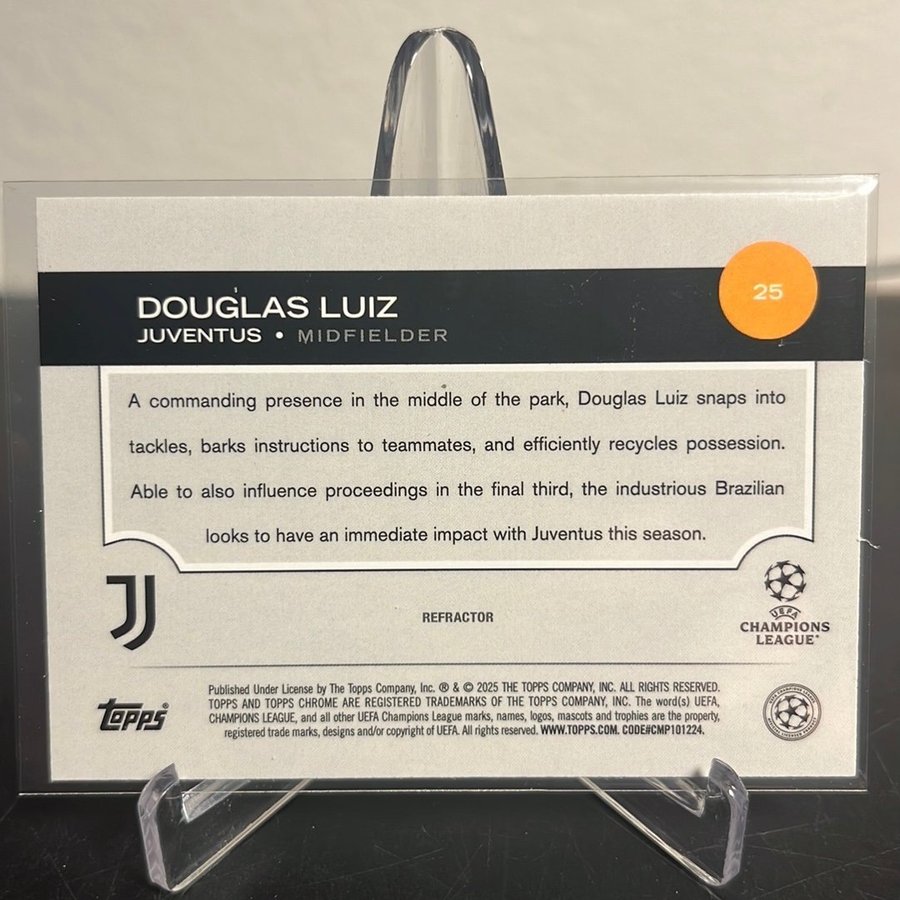 25
DOUGLAS LUIZ
JUVENTUS • MIDFIELDER
A commanding presence in the middle of the park, Douglas Luiz snaps into
tackles, barks instructions to teammates, and efficiently recycles possession.
Able to also influence proceedings in the final third, the industrious Brazilian
looks to have an immediate impact with Juventus this season.
REFRACTOR
UEFA
CHAMPIONS
LEAGUE®
topps®
Published Under License by The Topps Company, Inc. ® & © 2025 THE TOPPS COMPANY, INC. ALL RIGHTS RESERVED.
TOPPS AND TOPPS CHROME ARE REGISTERED TRADEMARKS OF THE TOPPS COMPANY, INC. The word(s) UEFA,
CHAMPIONS LEAGUE, and all other UEFA Champions League marks, names, logos, mascots and trophies are the property,
registered trade marks, designs and/or copyright of UEFA. All rights reserved. WWW.TOPPS.COM. CODE#CMP101224.